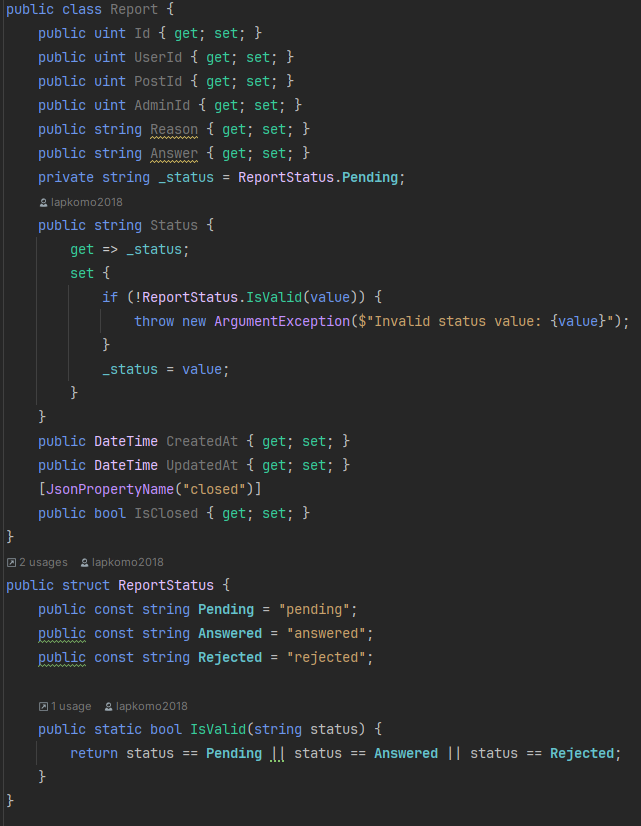 public class Report {
    public uint Id { get; set; }
    public uint UserId { get; set; }
    public uint PostId { get; set; }
    public uint AdminId { get; set; }
    public string Reason { get; set; }
    public string Answer { get; set; }
    private string _status = ReportStatus.Pending;
    lapkomo2018
    public string Status {
        get => _status;
        set {
            if (!ReportStatus.IsValid(value)) {
                throw new ArgumentException($"Invalid status value: {value}");
            }
            _status = value;
        }
    }
    public DateTime CreatedAt { get; set; }
    public DateTime UpdatedAt { get; set; }
    [JsonPropertyName("closed")]
    public bool IsClosed { get; set; }
}
2 usages lapkomo2018
public struct ReportStatus {
    public const string Pending = "pending";
    public const string Answered = "answered";
    public const string Rejected = "rejected";
    1 usage lapkomo2018
    public static bool IsValid(string status) {
        return status == Pending || status == Answered || status == Rejected;
    }
}